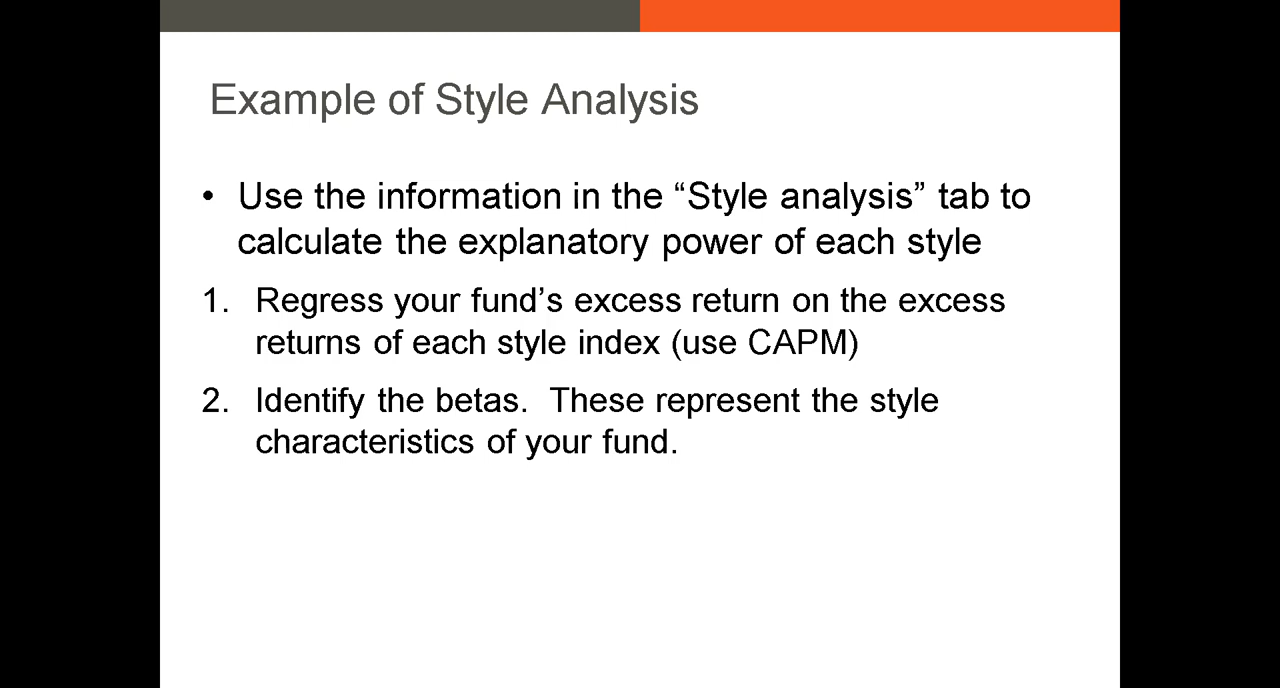 Example of Style Analysis
• Use the information in the “Style analysis” tab to
calculate the explanatory power of each style
1. Regress your fund’s excess return on the excess
returns of each style index (use CAPM)
2. Identify the betas.  These represent the style
characteristics of your fund.